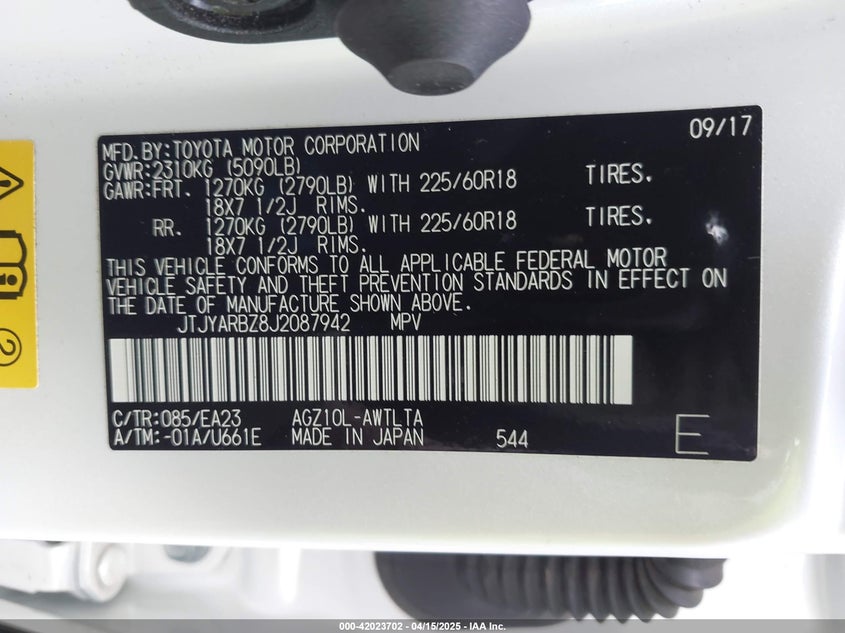 09/17
MFD.BY:TOYOTA MOTOR CORPORATION
GVWR:2310KG (5090LB)
GAWR:FRT. 1270KG (2790LB) WITH 225/60R18 TIRES.
18X7 1/2J RIMS.
RR. 1270KG (2790LB) WITH 225/60R18 TIRES.
18X7 1/2J RIMS.
THIS VEHICLE CONFORMS TO ALL APPLICABLE FEDERAL MOTOR
VEHICLE SAFETY AND THEFT PREVENTION STANDARDS IN EFFECT ON
THE DATE OF MANUFACTURE SHOWN ABOVE.
JTJYARBZ8J2087942 MPV
C/TR:085/EA23 AGZ10L-AWTLTA
A/TM:-01A/U661E MADE IN JAPAN 544 E
2
000-42023702 - 04/15/2025 - IAA Inc.